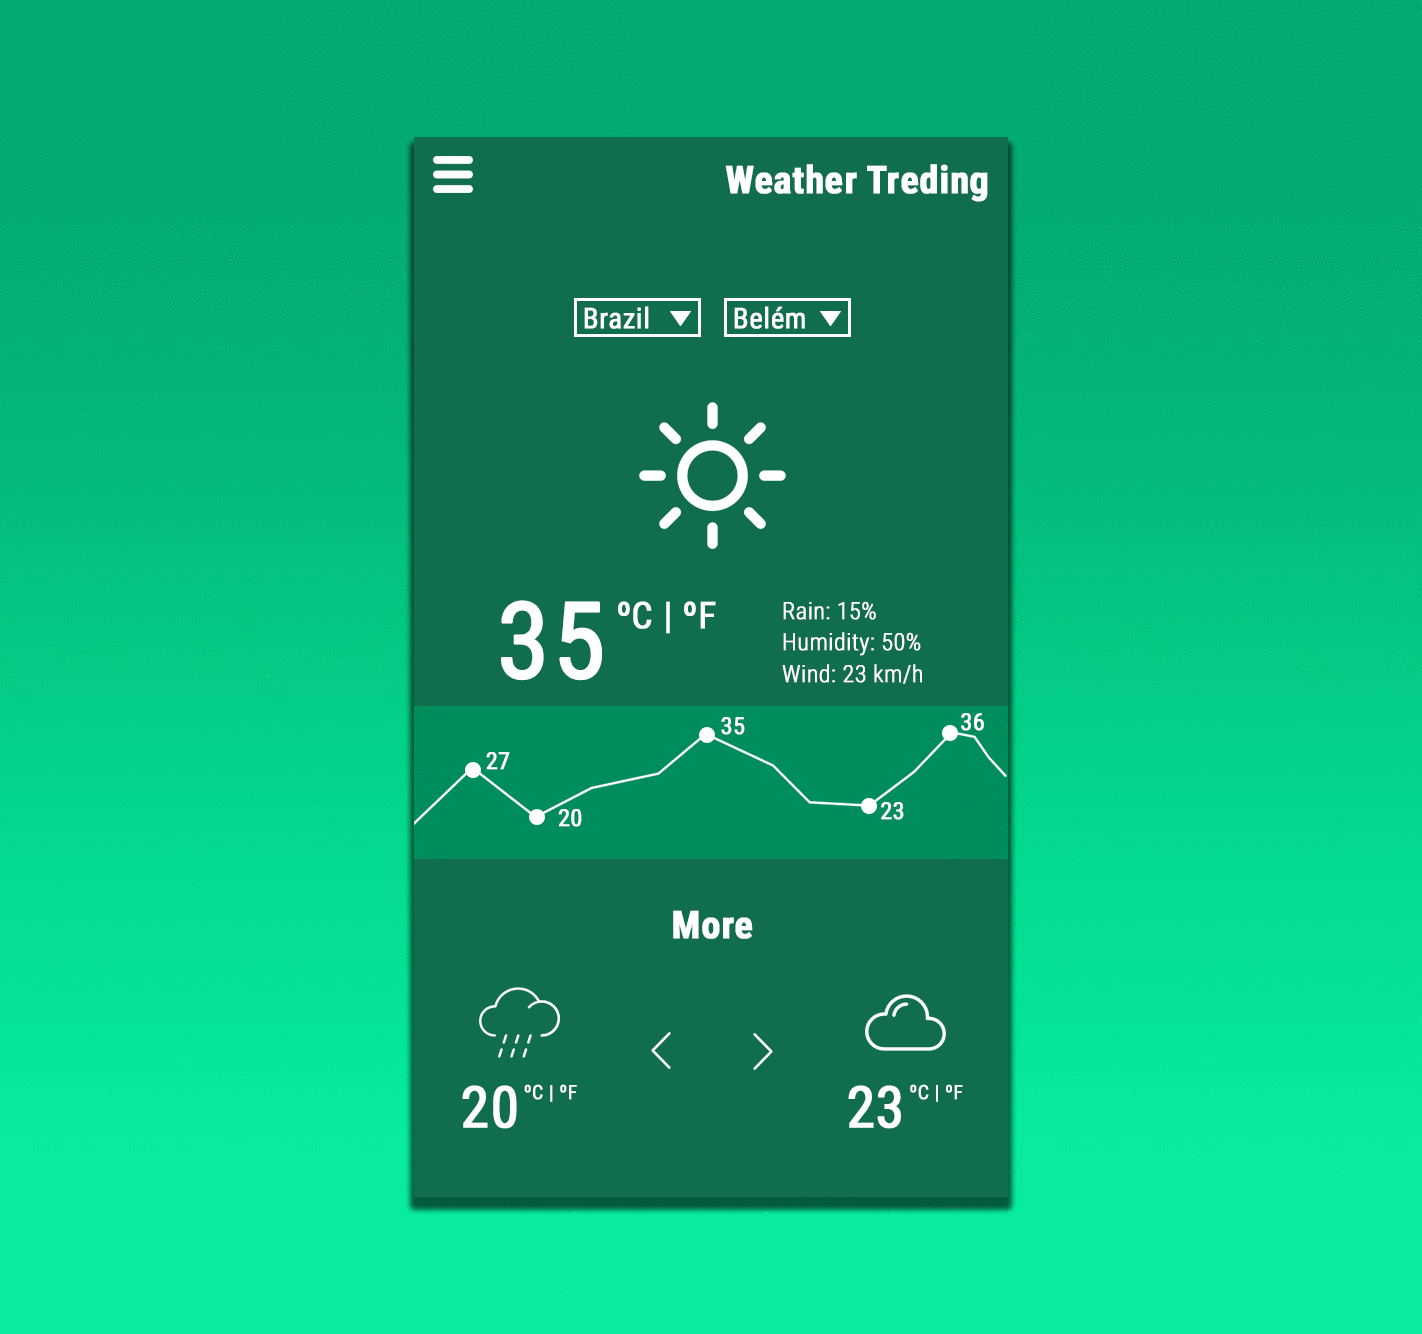 Weather Treding
Brazil
Belém
35 ºC | ºF
Rain: 15%
Humidity: 50%
Wind: 23 km/h
27
20
35
23
36
More
20 ºC | ºF
23 ºC | ºF